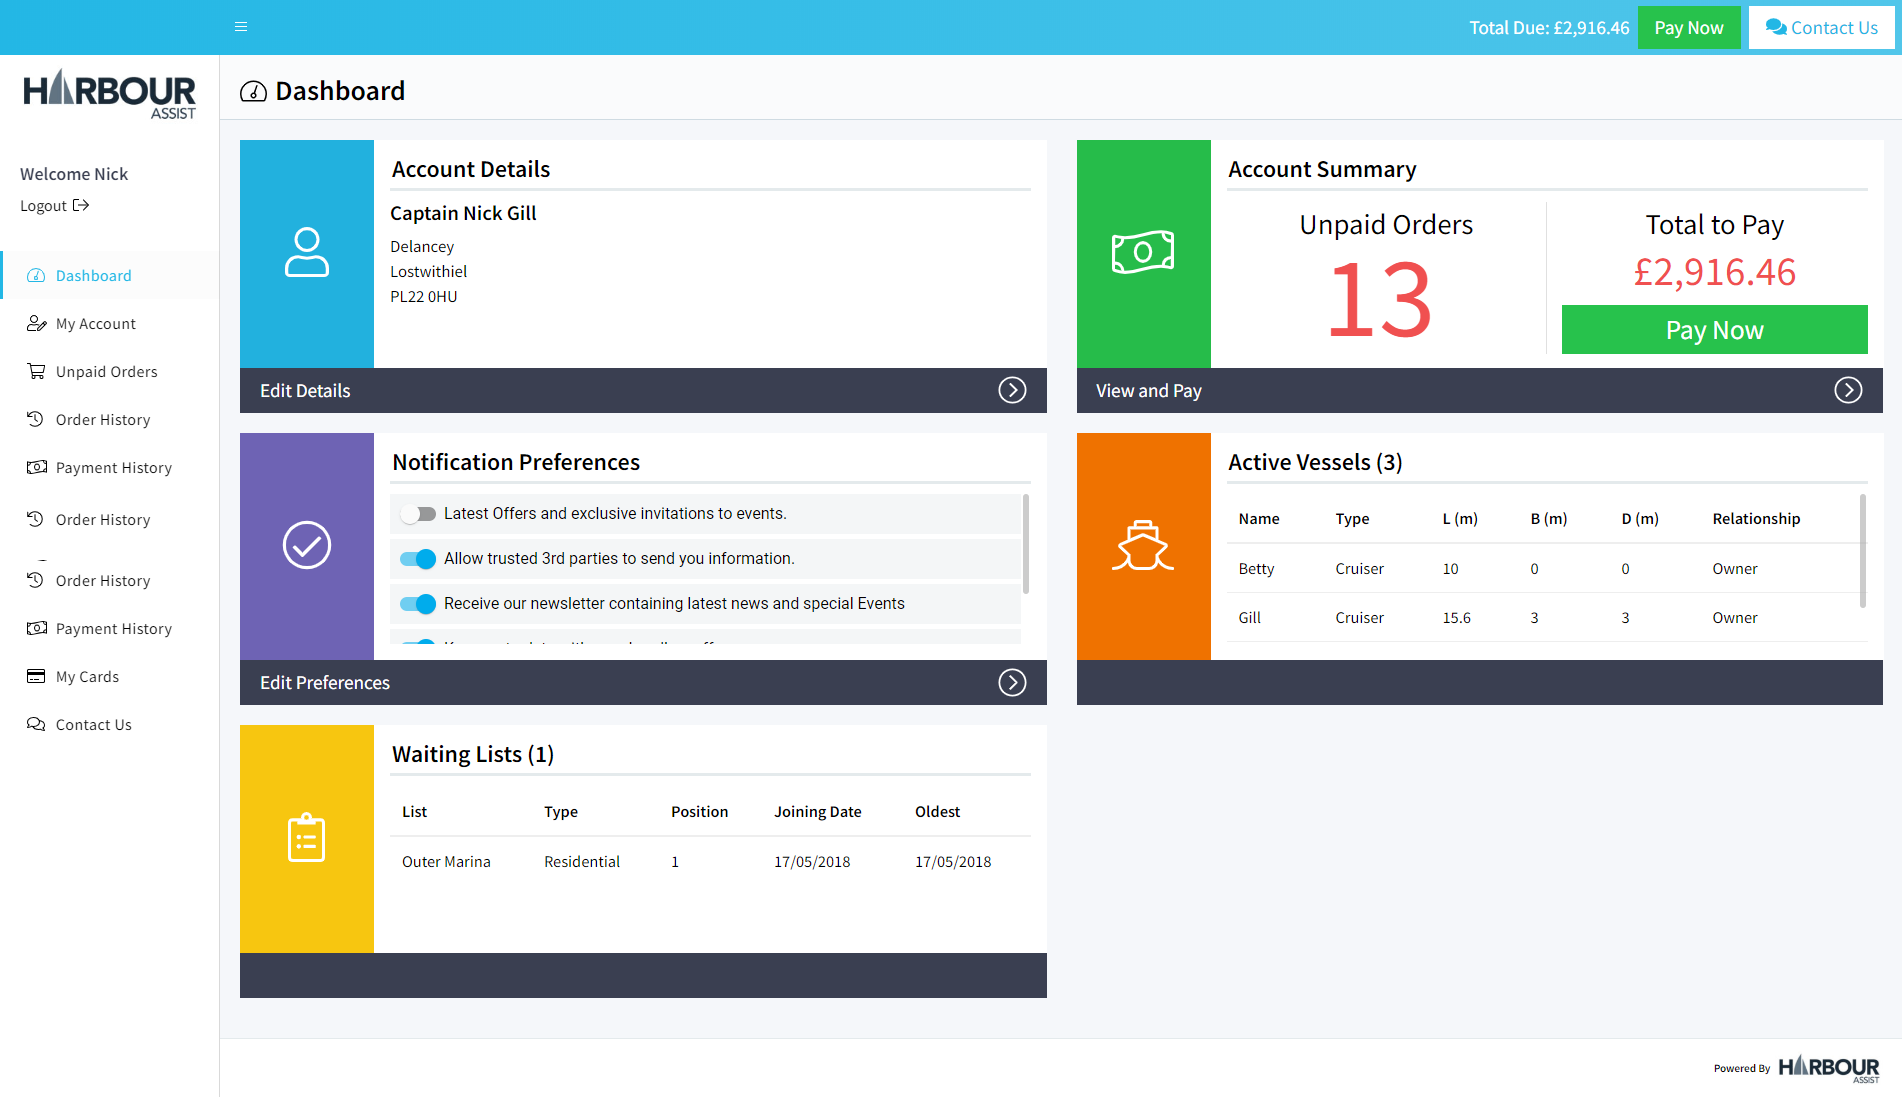 Total Due: £2,916.46 Pay Now Contact Us
HARBOUR
ASSIST
Welcome Nick
Logout
Dashboard
My Account
Unpaid Orders
Order History
Payment History
Order History
Order History
Payment History
My Cards
Contact Us
Dashboard
Account Details
Captain Nick Gill
Delancey
Lostwithiel
PL22 0HU
Edit Details
Account Summary
Unpaid Orders
13
Total to Pay
£2,916.46
Pay Now
View and Pay
Notification Preferences
Latest Offers and exclusive invitations to events.
Allow trusted 3rd parties to send you information.
Receive our newsletter containing latest news and special Events
Edit Preferences
Active Vessels (3)
Name Type L (m) B (m) D (m) Relationship
Betty Cruiser 10 0 0 Owner
Gill Cruiser 15.6 3 3 Owner
Waiting Lists (1)
List Type Position Joining Date Oldest
Outer Marina Residential 1 17/05/2018 17/05/2018
Powered By HARBOUR
ASSIST